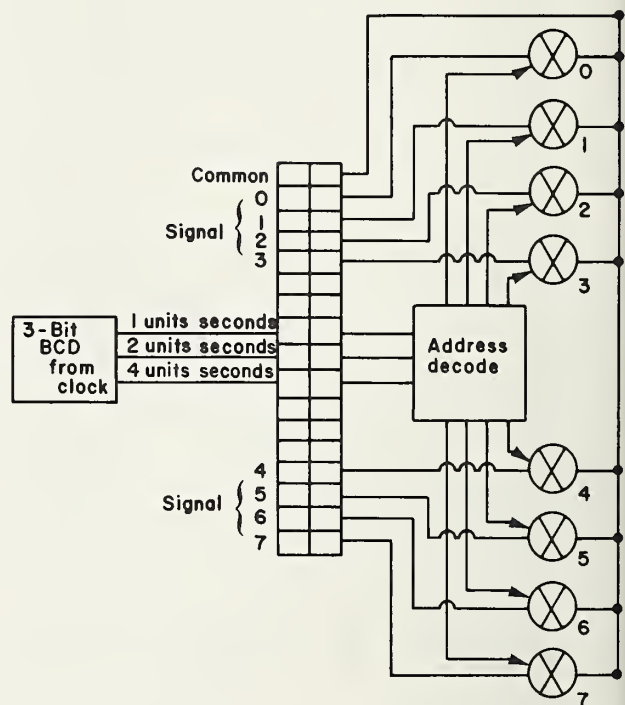 0
1
2
3
Common
0
Signal
1
2
3
3-Bit
BCD
from
clock
1 units seconds
2 units seconds
4 units seconds
Address
decode
4
Signal
5
6
7
4
5
6
7